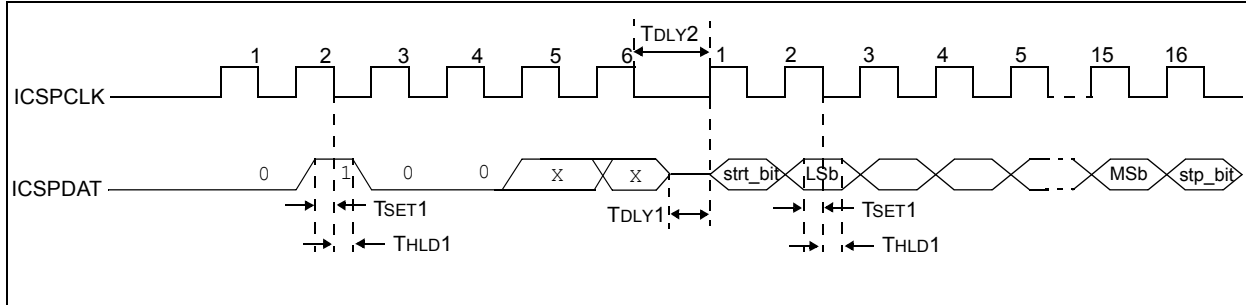 TDLY2
1 2 3 4 5 6 1 2 3 4 5 15 16
ICSPCLK
ICSPDAT
0 1 0 0 X X strt_bit LSb MSb stp_bit
TSET1 TDLY1 TSET1
THLD1 THLD1